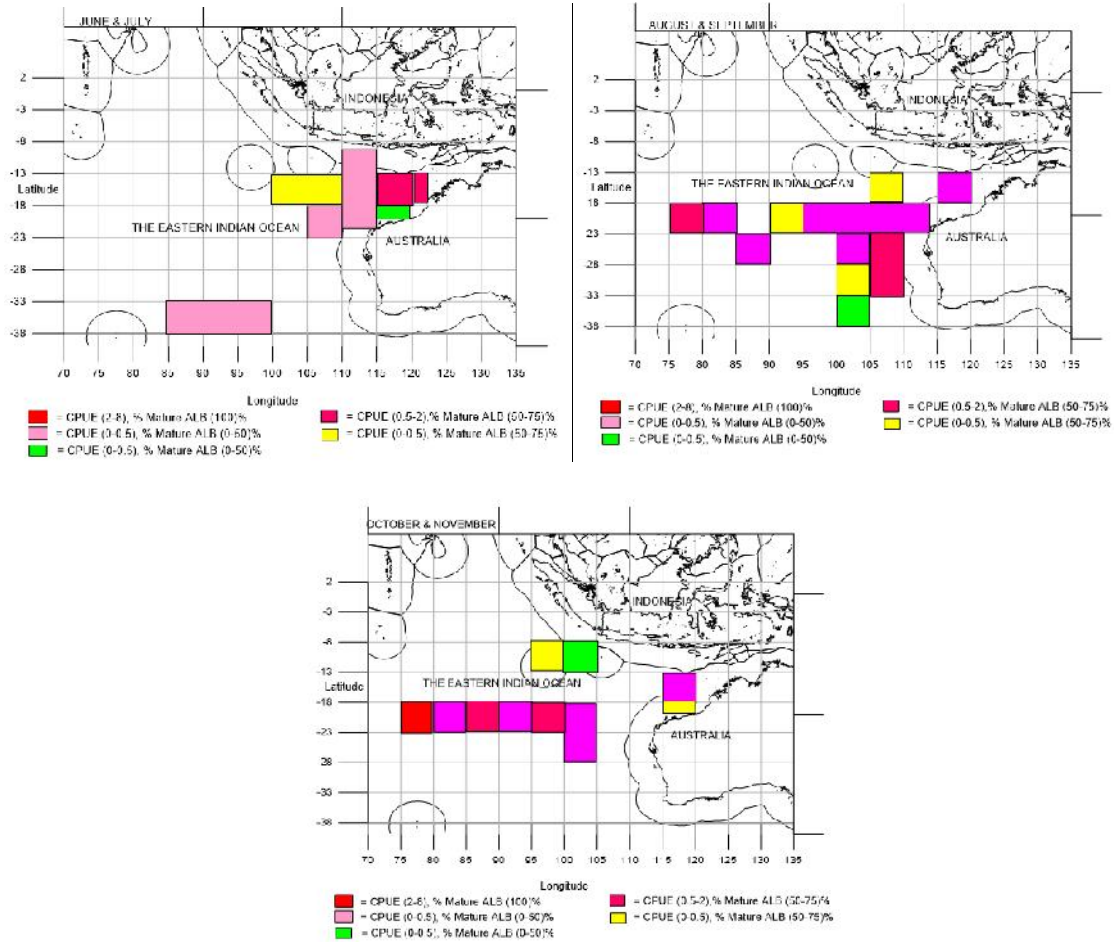 JUNE & JULY
2
INDONESIA
-3
-8
-13
Latitude
-18
THE EASTERN INDIAN OCEAN
-23
AUSTRALIA
-28
-33
-38
70 75 80 85 90 95 100 105 110 115 120 125 130 135
Longitude
= CPUE (2-8), % Mature ALB (100)%
= CPUE (0.5-2),% Mature ALB (50-75)%
= CPUE (0-0.5), % Mature ALB (0-50)%
= CPUE (0-0.5), % Mature ALB (50-75)%
= CPUE (0-0.5), % Mature ALB (0-50)%
AUGUST & SEPTEMBER
2
INDONESIA
-3
-8
-13
THE EASTERN INDIAN OCEAN
Latitude
-18
-23
AUSTRALIA
-28
-33
-38
70 75 80 85 90 95 100 105 110 115 120 125 130 135
Longitude
= CPUE (2-8), % Mature ALB (100)%
= CPUE (0.5-2),% Mature ALB (50-75)%
= CPUE (0-0.5), % Mature ALB (0-50)%
= CPUE (0-0.5), % Mature ALB (50-75)%
= CPUE (0-0.5), % Mature ALB (0-50)%
OCTOBER & NOVEMBER
2
INDONESIA
-3
-8
-13
THE EASTERN INDIAN OCEAN
Latitude
-18
-23
AUSTRALIA
28
-33
-38
70 75 80 85 90 95 100 105 110 115 120 125 130 135
Longitude
= CPUE (2-8), % Mature ALB (100)%
= CPUE (0.5-2),% Mature ALB (50-75)%
= CPUE (0-0.5), % Mature ALB (0-50)%
= CPUE (0-0.5), % Mature ALB (50-75)%
= CPUE (0-0.5), % Mature ALB (0-50)%